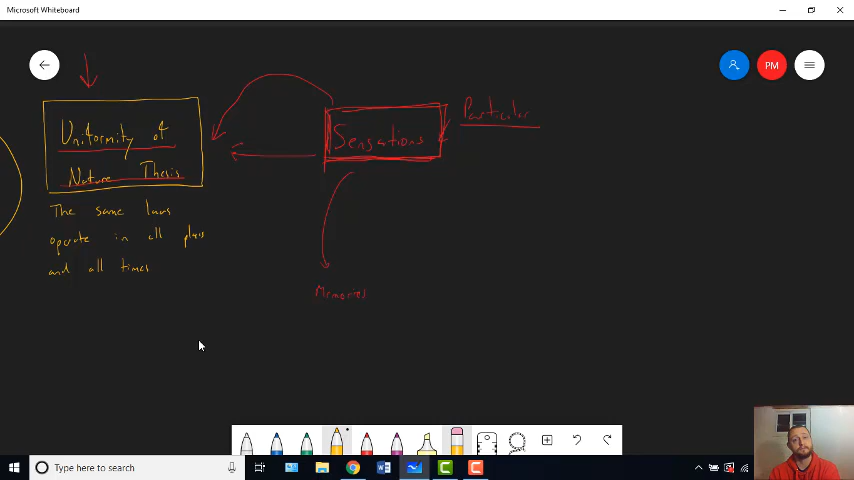 Microsoft Whiteboard
PM
Uniformity of
Nature Thesis
The same laws
operate in all places
and all times
Sensations
Particular
Memories
Type here to search